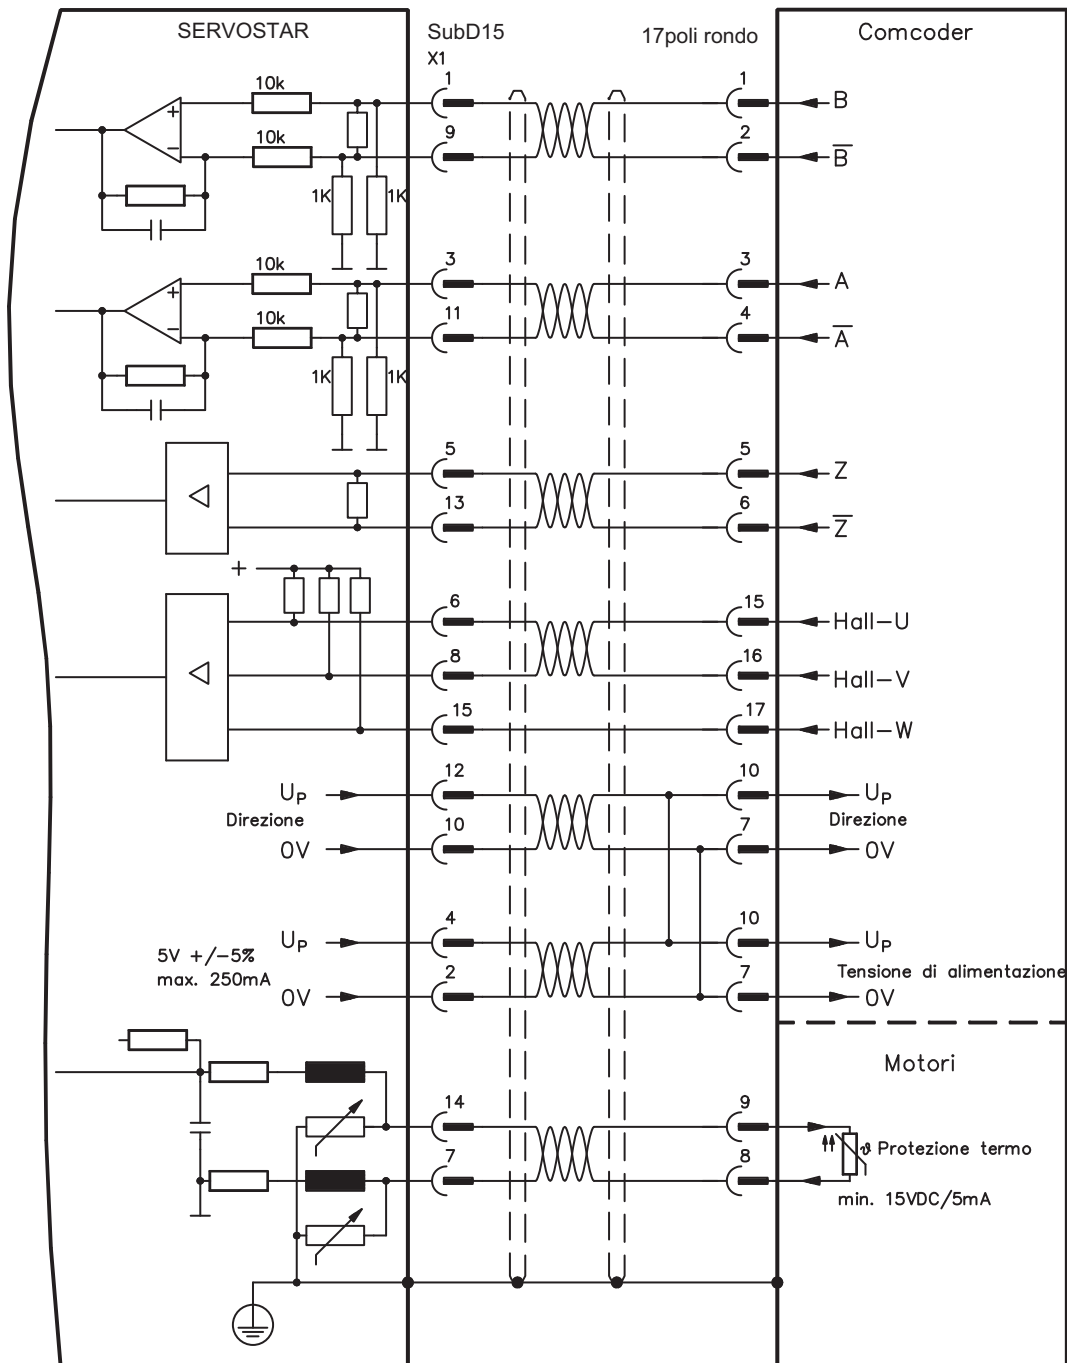 SERVOSTAR SubD15 17poli rondo Comcoder
X1
10k 1 1 B
+
10k 9 2 B̅
−
1K 1K
10k 3 3 A
+
10k 11 4 A̅
−
1K 1K
5 5 Z
13 6 Z̅
+
6 15 Hall-U
8 16 Hall-V
15 17 Hall-W
UP 12 10 UP
Direzione Direzione
0V 10 7 0V
UP 4 10 UP
5V +/-5%
max. 250mA Tensione di alimentazione
0V 2 7 0V
Motori
14 9
ϑ Protezione termo
7 8
min. 15VDC/5mA